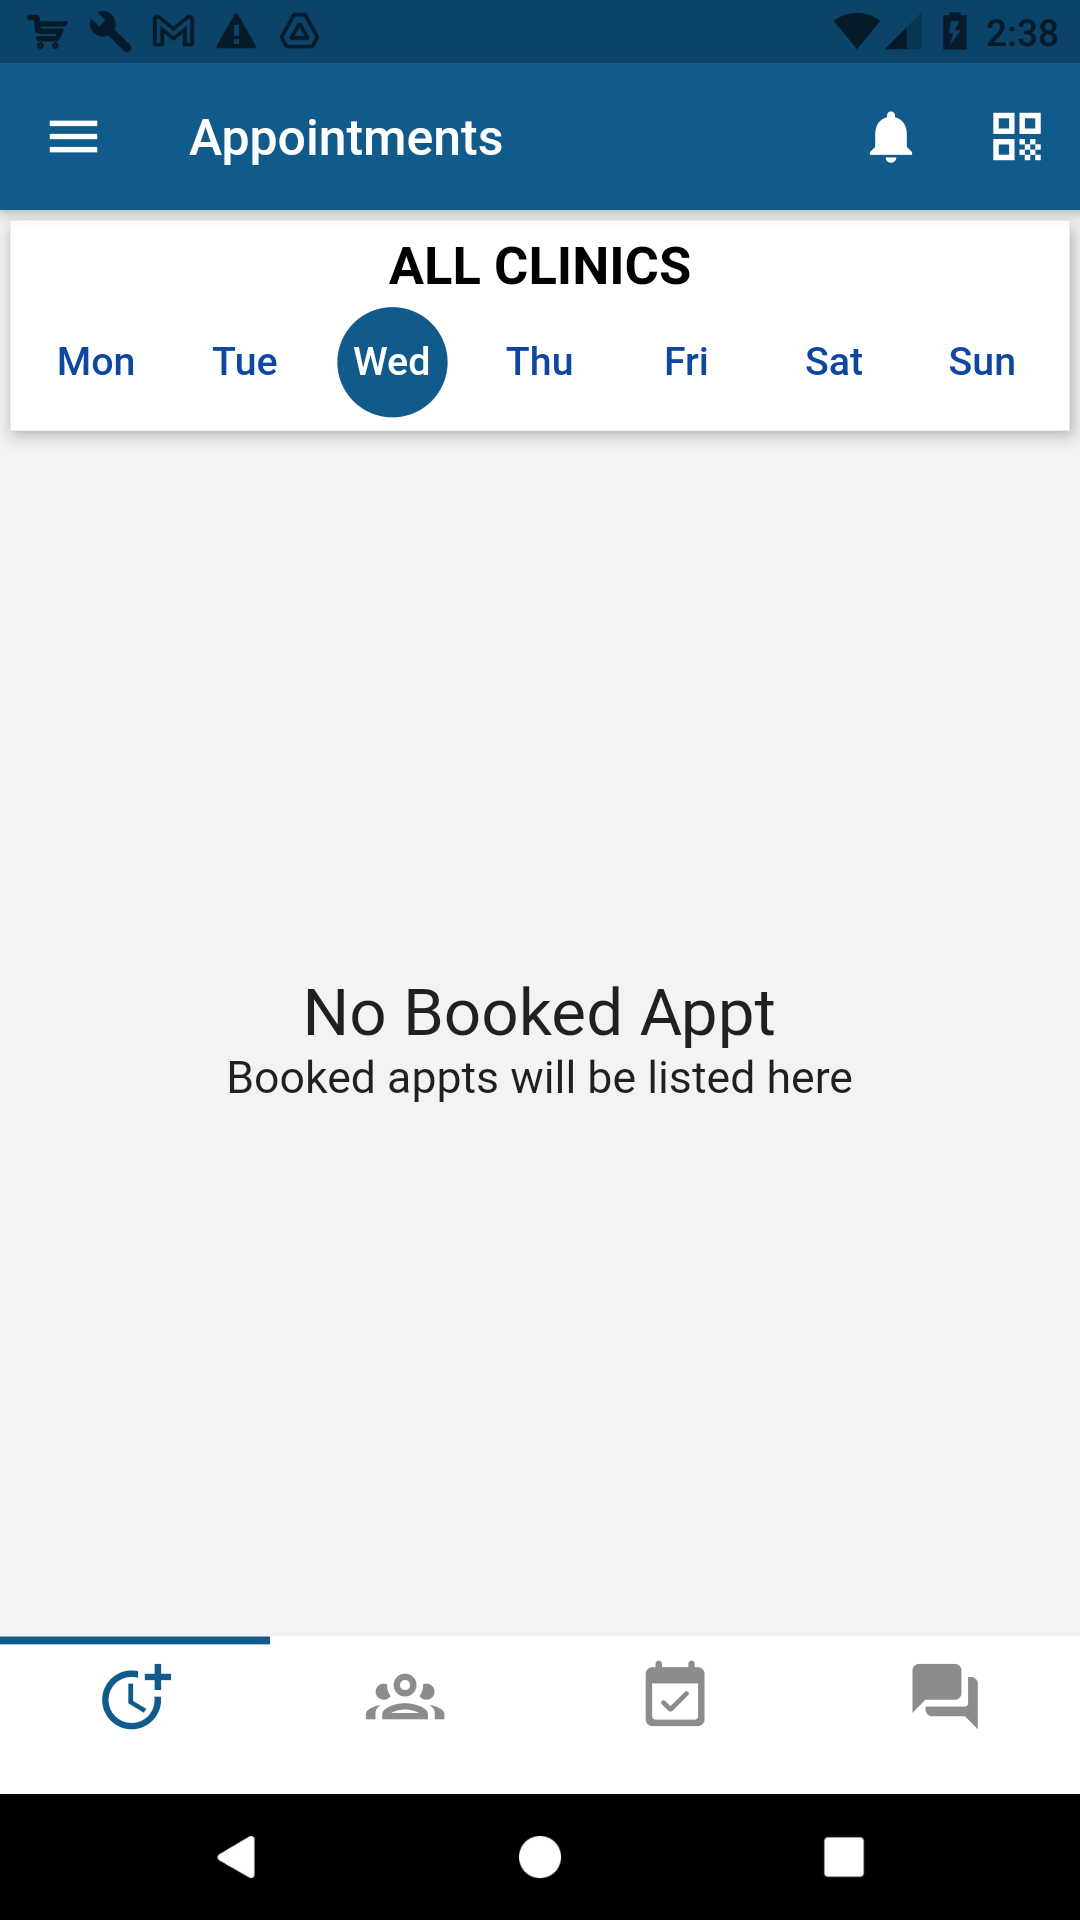 2:38
Appointments
ALL CLINICS
Mon Tue Wed Thu Fri Sat Sun
No Booked Appt
Booked appts will be listed here